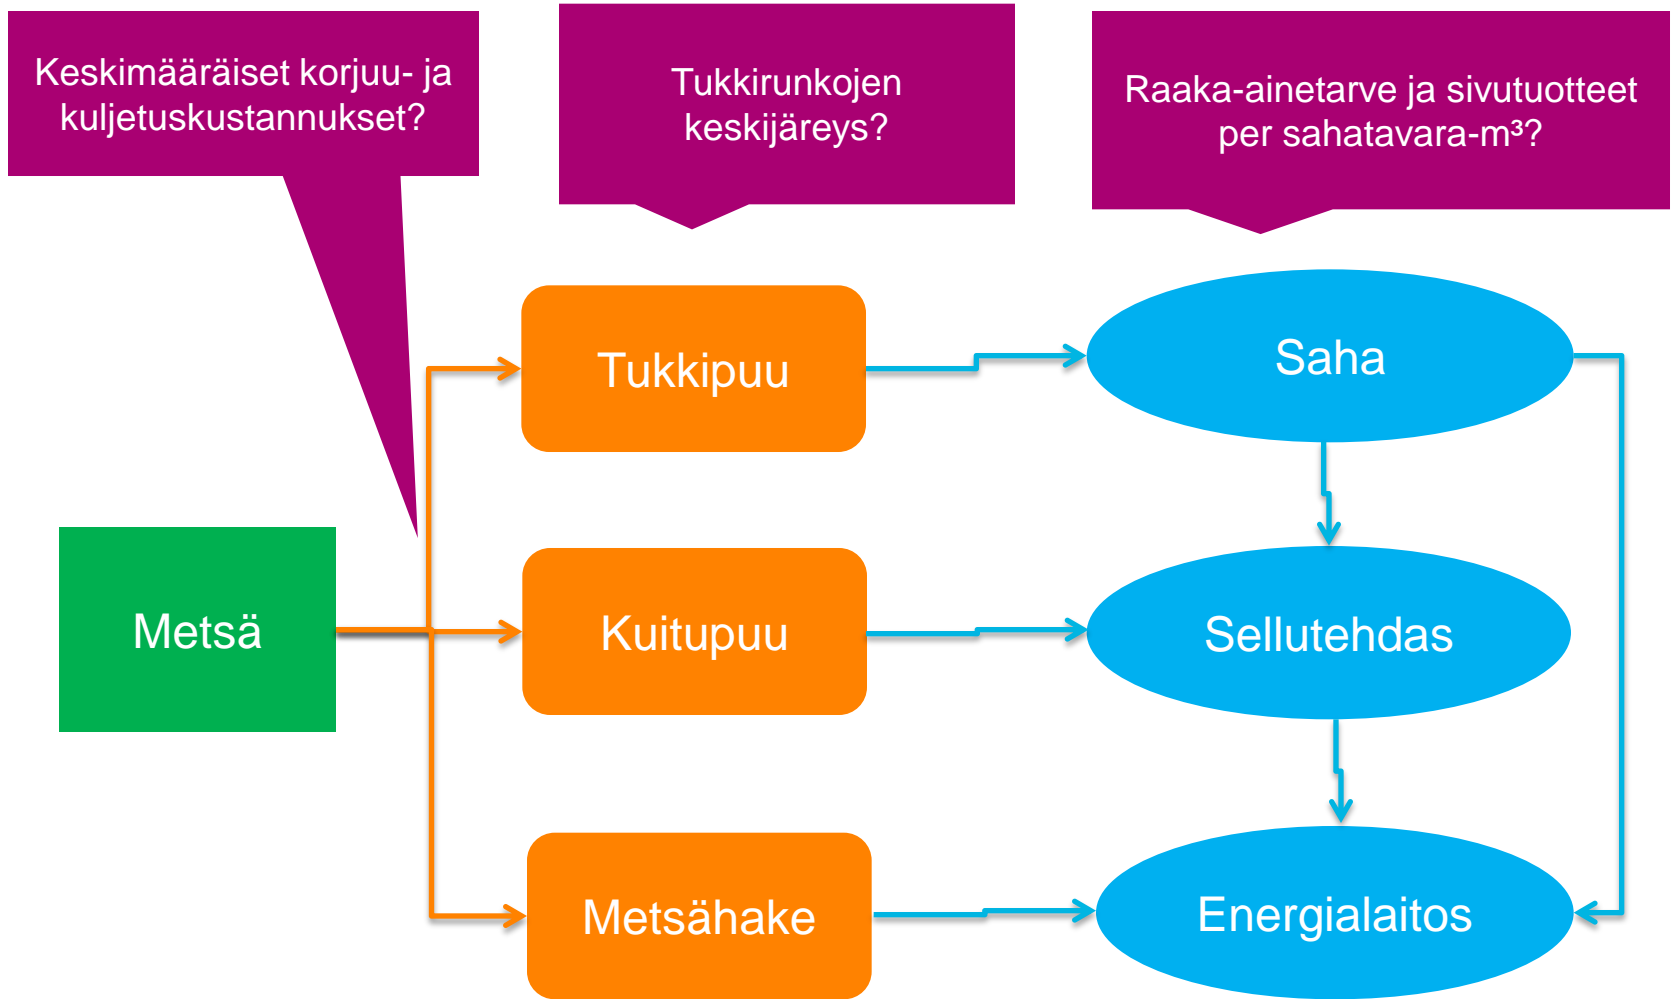 Keskimääräiset korjuu- ja
kuljetuskustannukset?
Tukkirunkojen
keskijäreys?
Raaka-ainetarve ja sivutuotteet
per sahatavara-m³?
Tukkipuu
Saha
Metsä
Kuitupuu
Sellutehdas
Metsähake
Energialaitos